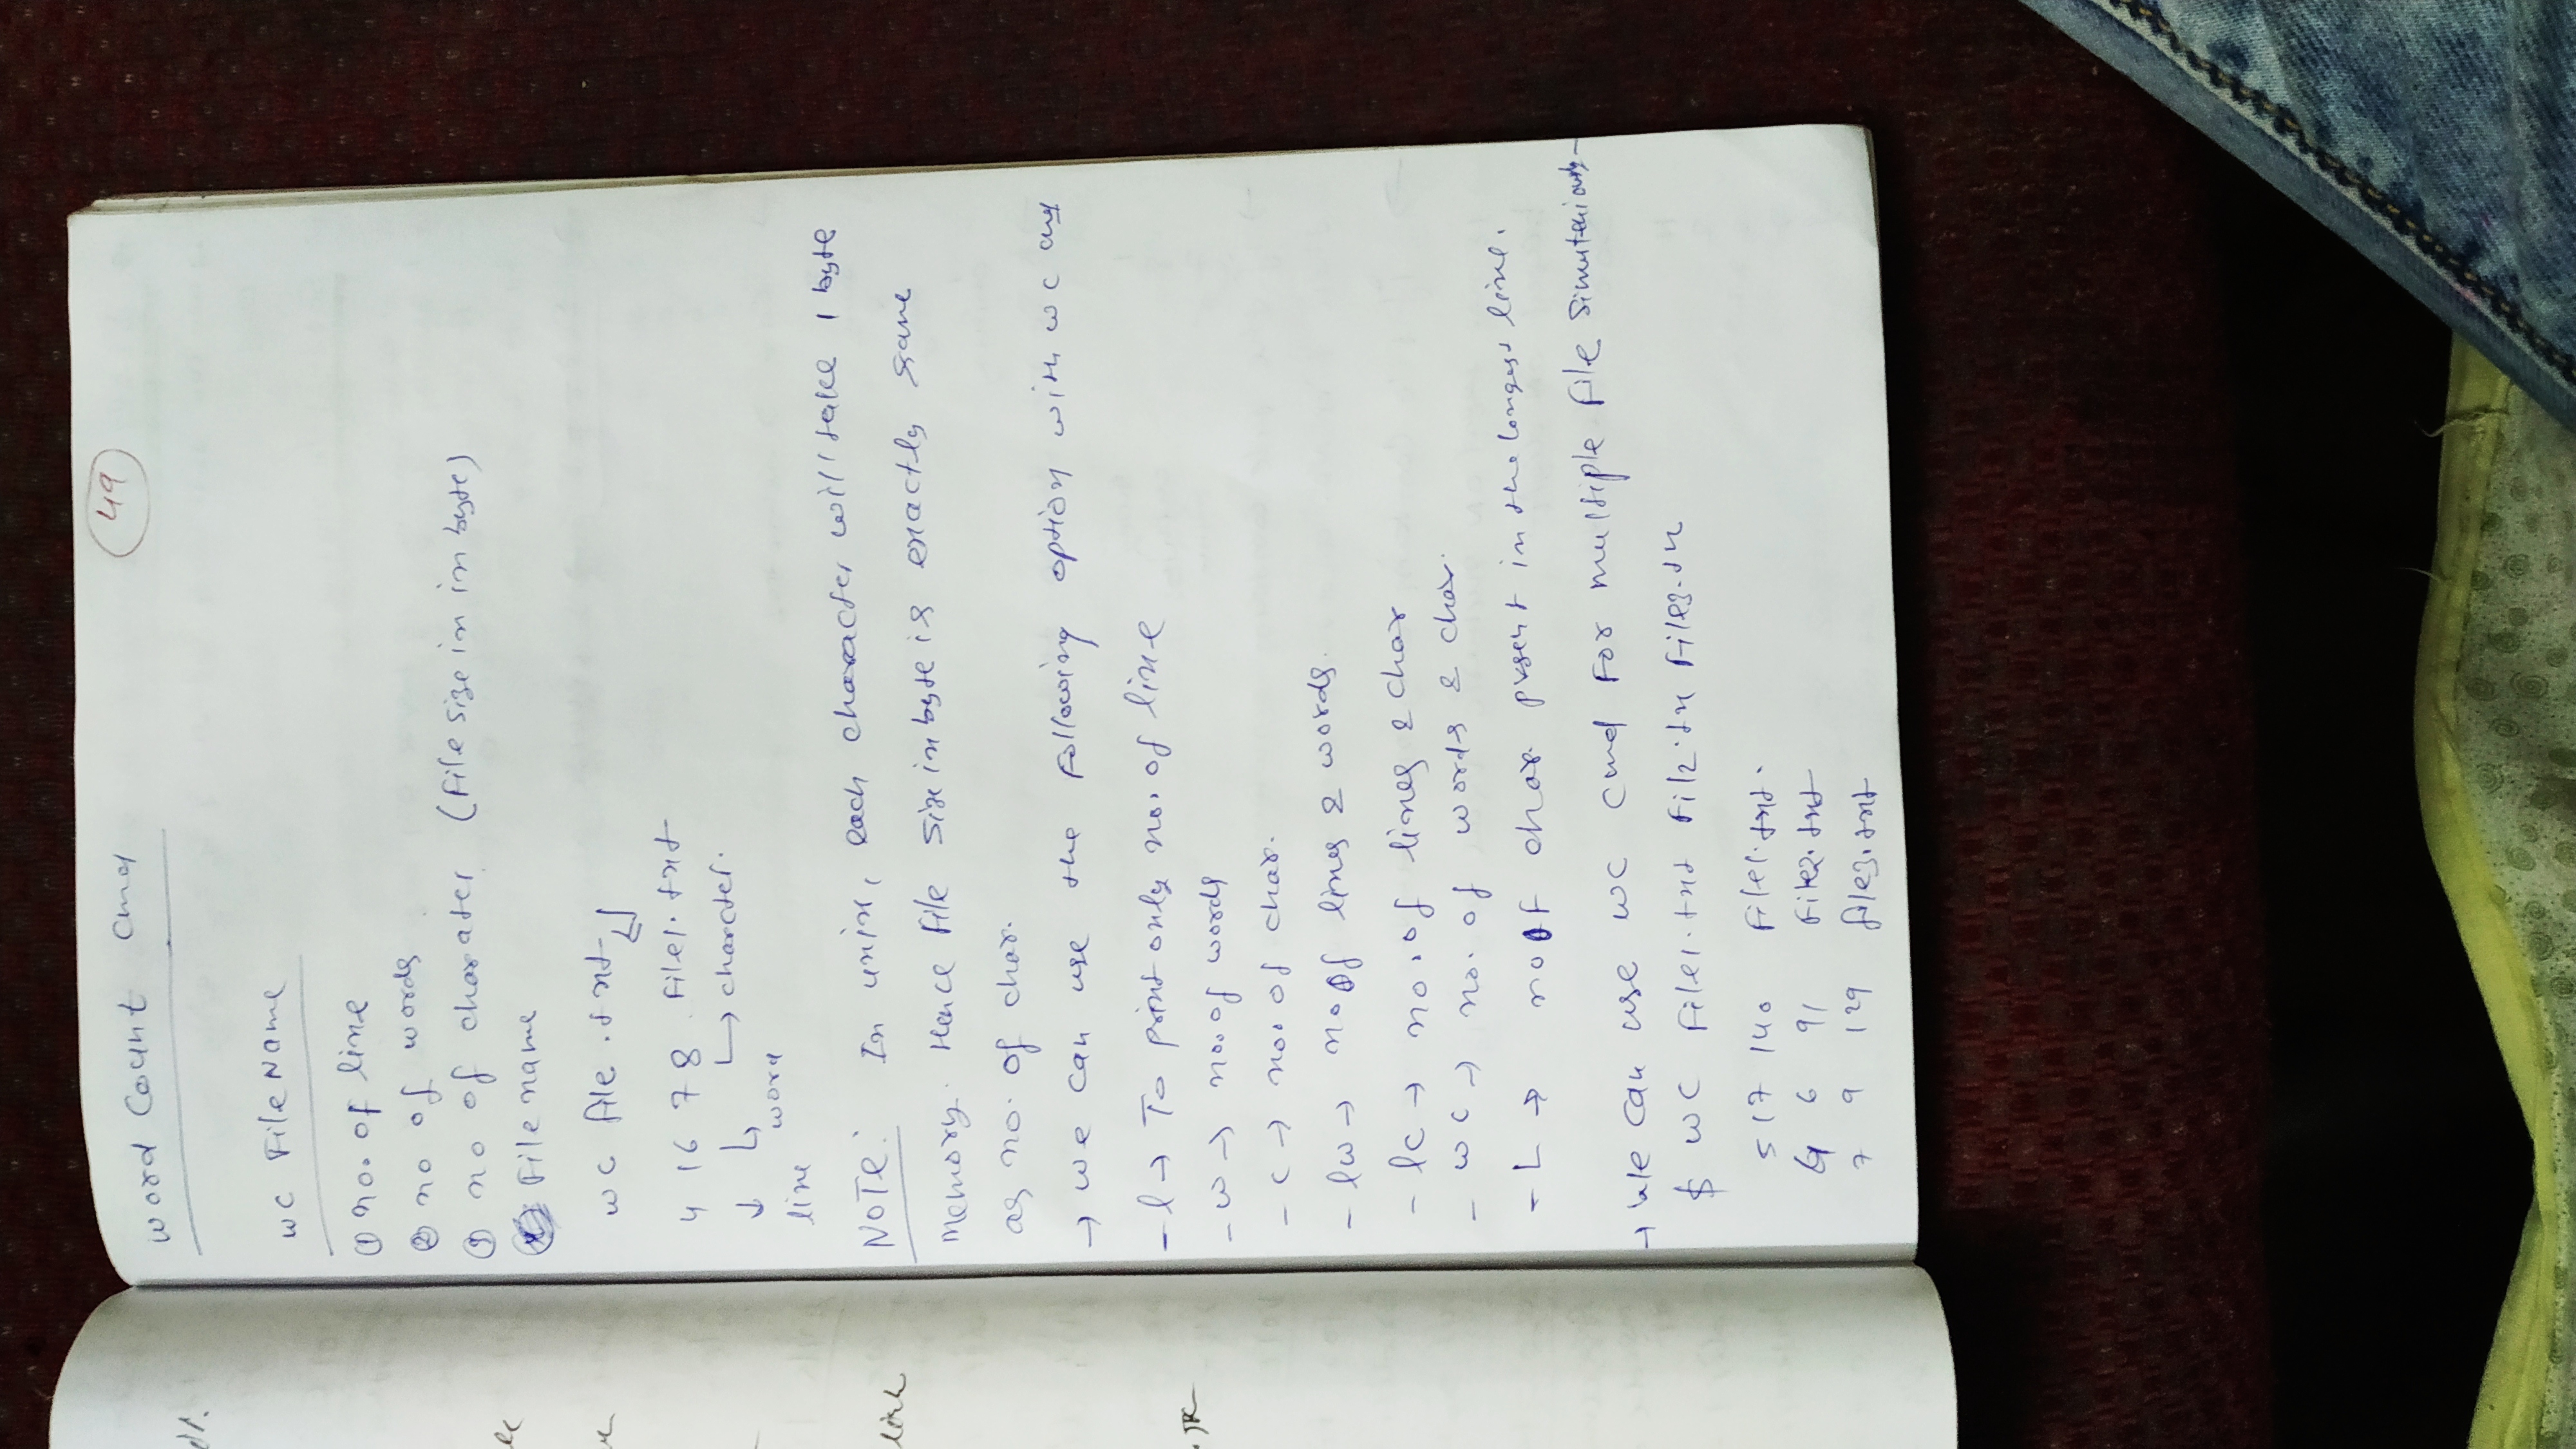 49
word Count cmd
wc FileName
① no. of line
② no of words
③ no of charater (File size in in byte)
File name
wc file.txt
4 16 78 File1.txt
↳ charcter.
↓ ↳ word
line
NOTE: In unix, each character will take 1 byte
memory. Hence file size in byte is exactly same
as no. of char.
→ we can use the following option with wc cmd
- l → To print only no. of line
- w → no. of words
- c → no. of char.
- lw → no of lines & words.
- lc → no. of lines & char
- wc → no. of words & char.
- L → no of char. present in the longest line.
→ We can use wc cmd For multiple file
$ wc File1.txt Fil2.tx File3.tx
5 17 140 File1.txt.
6 91 File2.txt
7 9 129 file3.txt